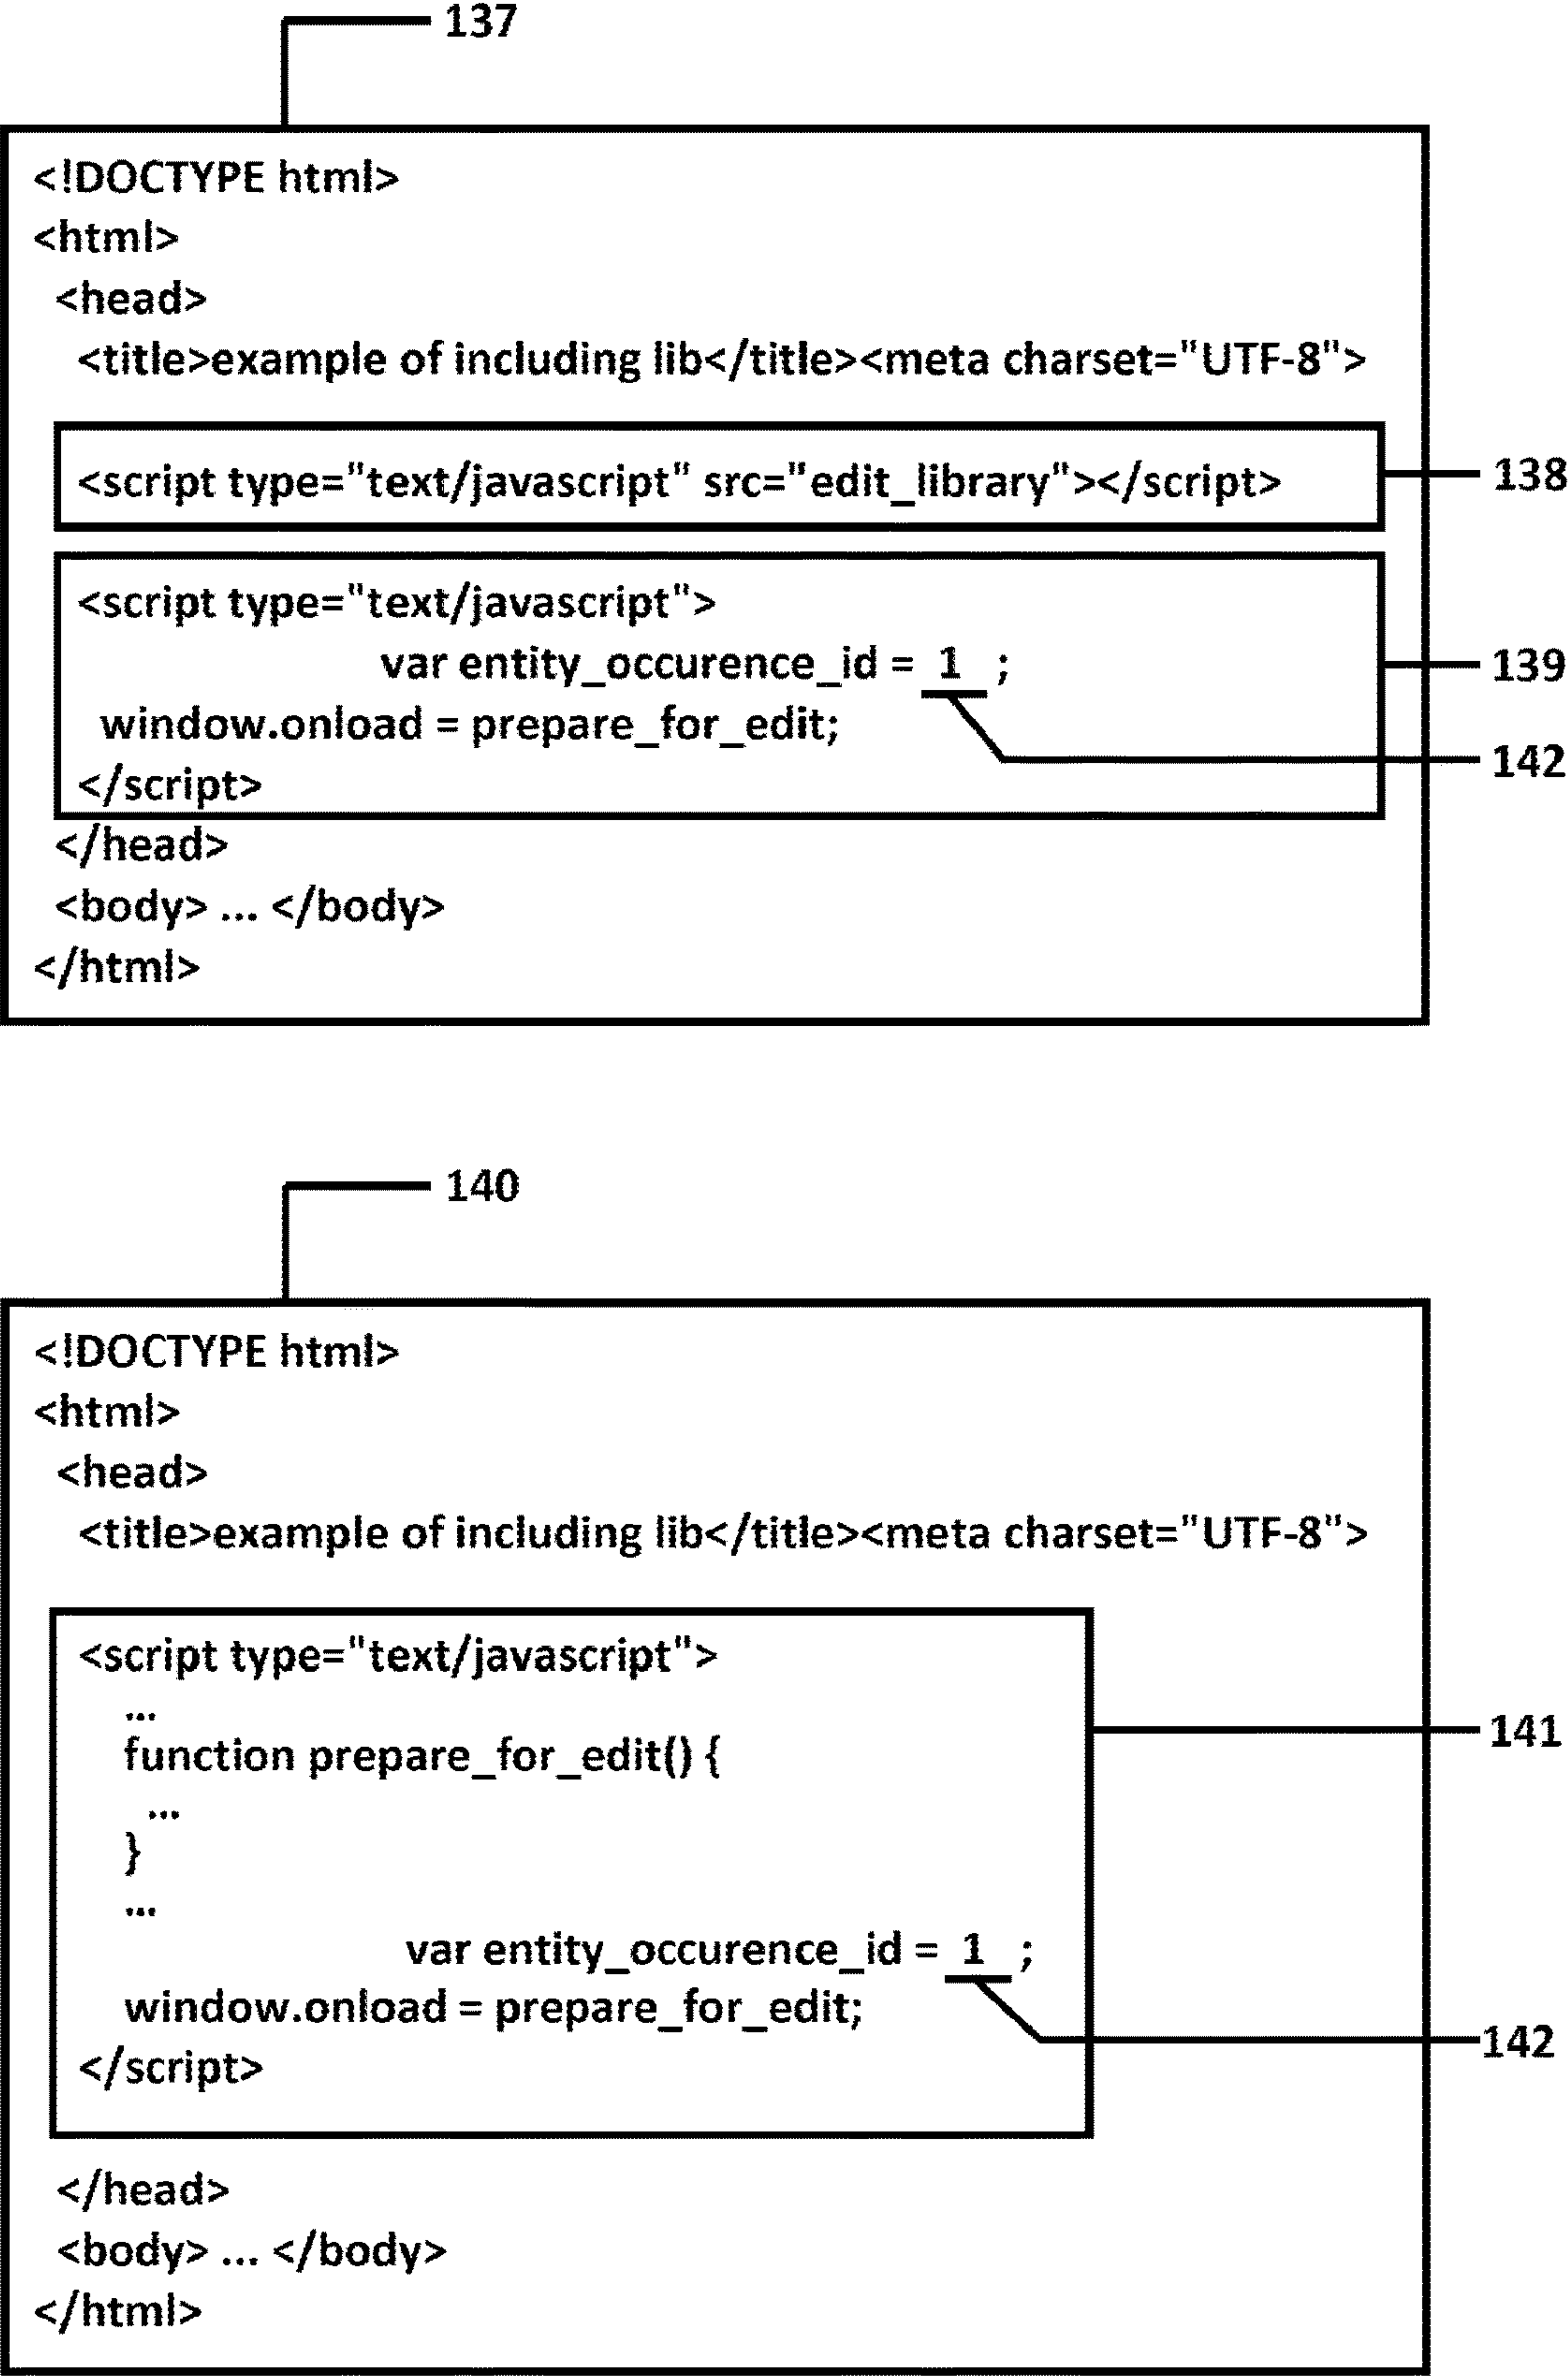 137
<!DOCTYPE html>
<html>
<head>
<title>example of including lib</title><meta charset="UTF-8">
<script type="text/javascript" src="edit_library"></script>
138
<script type="text/javascript">
var entity_occurence_id = 1 ;
139
window.onload = prepare_for_edit;
142
</script>
</head>
<body> ... </body>
</html>
140
<!DOCTYPE html>
<html>
<head>
<title>example of including lib</title><meta charset="UTF-8">
<script type="text/javascript">
...
function prepare_for_edit() {
141
...
}
...
var entity_occurence_id = 1 ;
window.onload = prepare_for_edit;
142
</script>
</head>
<body> ... </body>
</html>